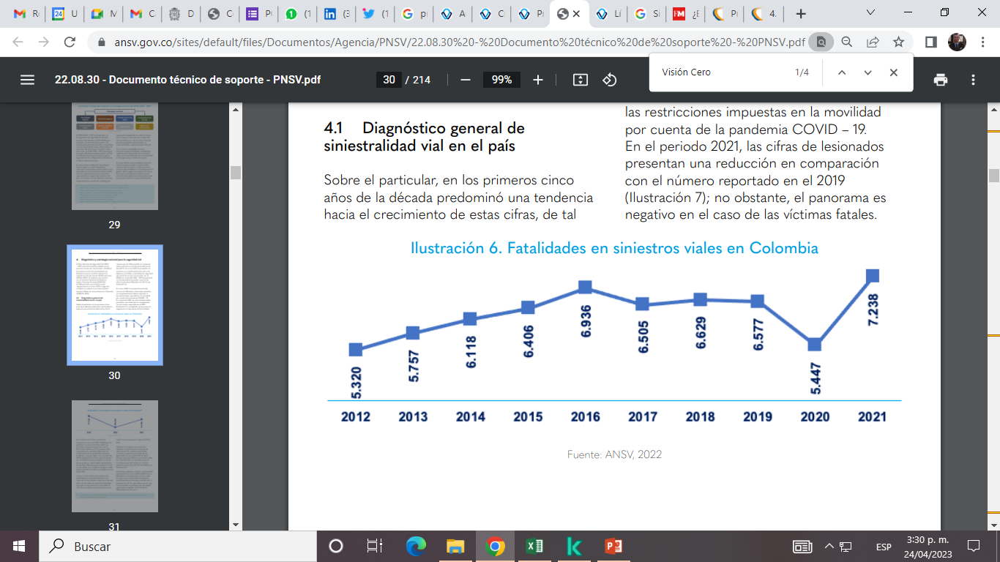 ansv.gov.co/sites/default/files/Documentos/Agencia/PNSV/22.08.30%20-%20Documento%20técnico%20de%20soporte%20-%20PNSV.pdf
22.08.30 - Documento técnico de soporte - PNSV.pdf
30 / 214
99%
Visión Cero
1/4
29
30
31
4.1 Diagnóstico general de
siniestralidad vial en el país
Sobre el particular, en los primeros cinco
años de la década predominó una tendencia
hacia el crecimiento de estas cifras, de tal
las restricciones impuestas en la movilidad
por cuenta de la pandemia COVID – 19.
En el periodo 2021, las cifras de lesionados
presentan una reducción en comparación
con el número reportado en el 2019
(Ilustración 7); no obstante, el panorama es
negativo en el caso de las víctimas fatales.
Ilustración 6. Fatalidades en siniestros viales en Colombia
5.320
5.757
6.118
6.406
6.936
6.505
6.629
6.577
5.447
7.238
2012 2013 2014 2015 2016 2017 2018 2019 2020 2021
Fuente: ANSV, 2022
Buscar
ESP
3:30 p. m.
24/04/2023